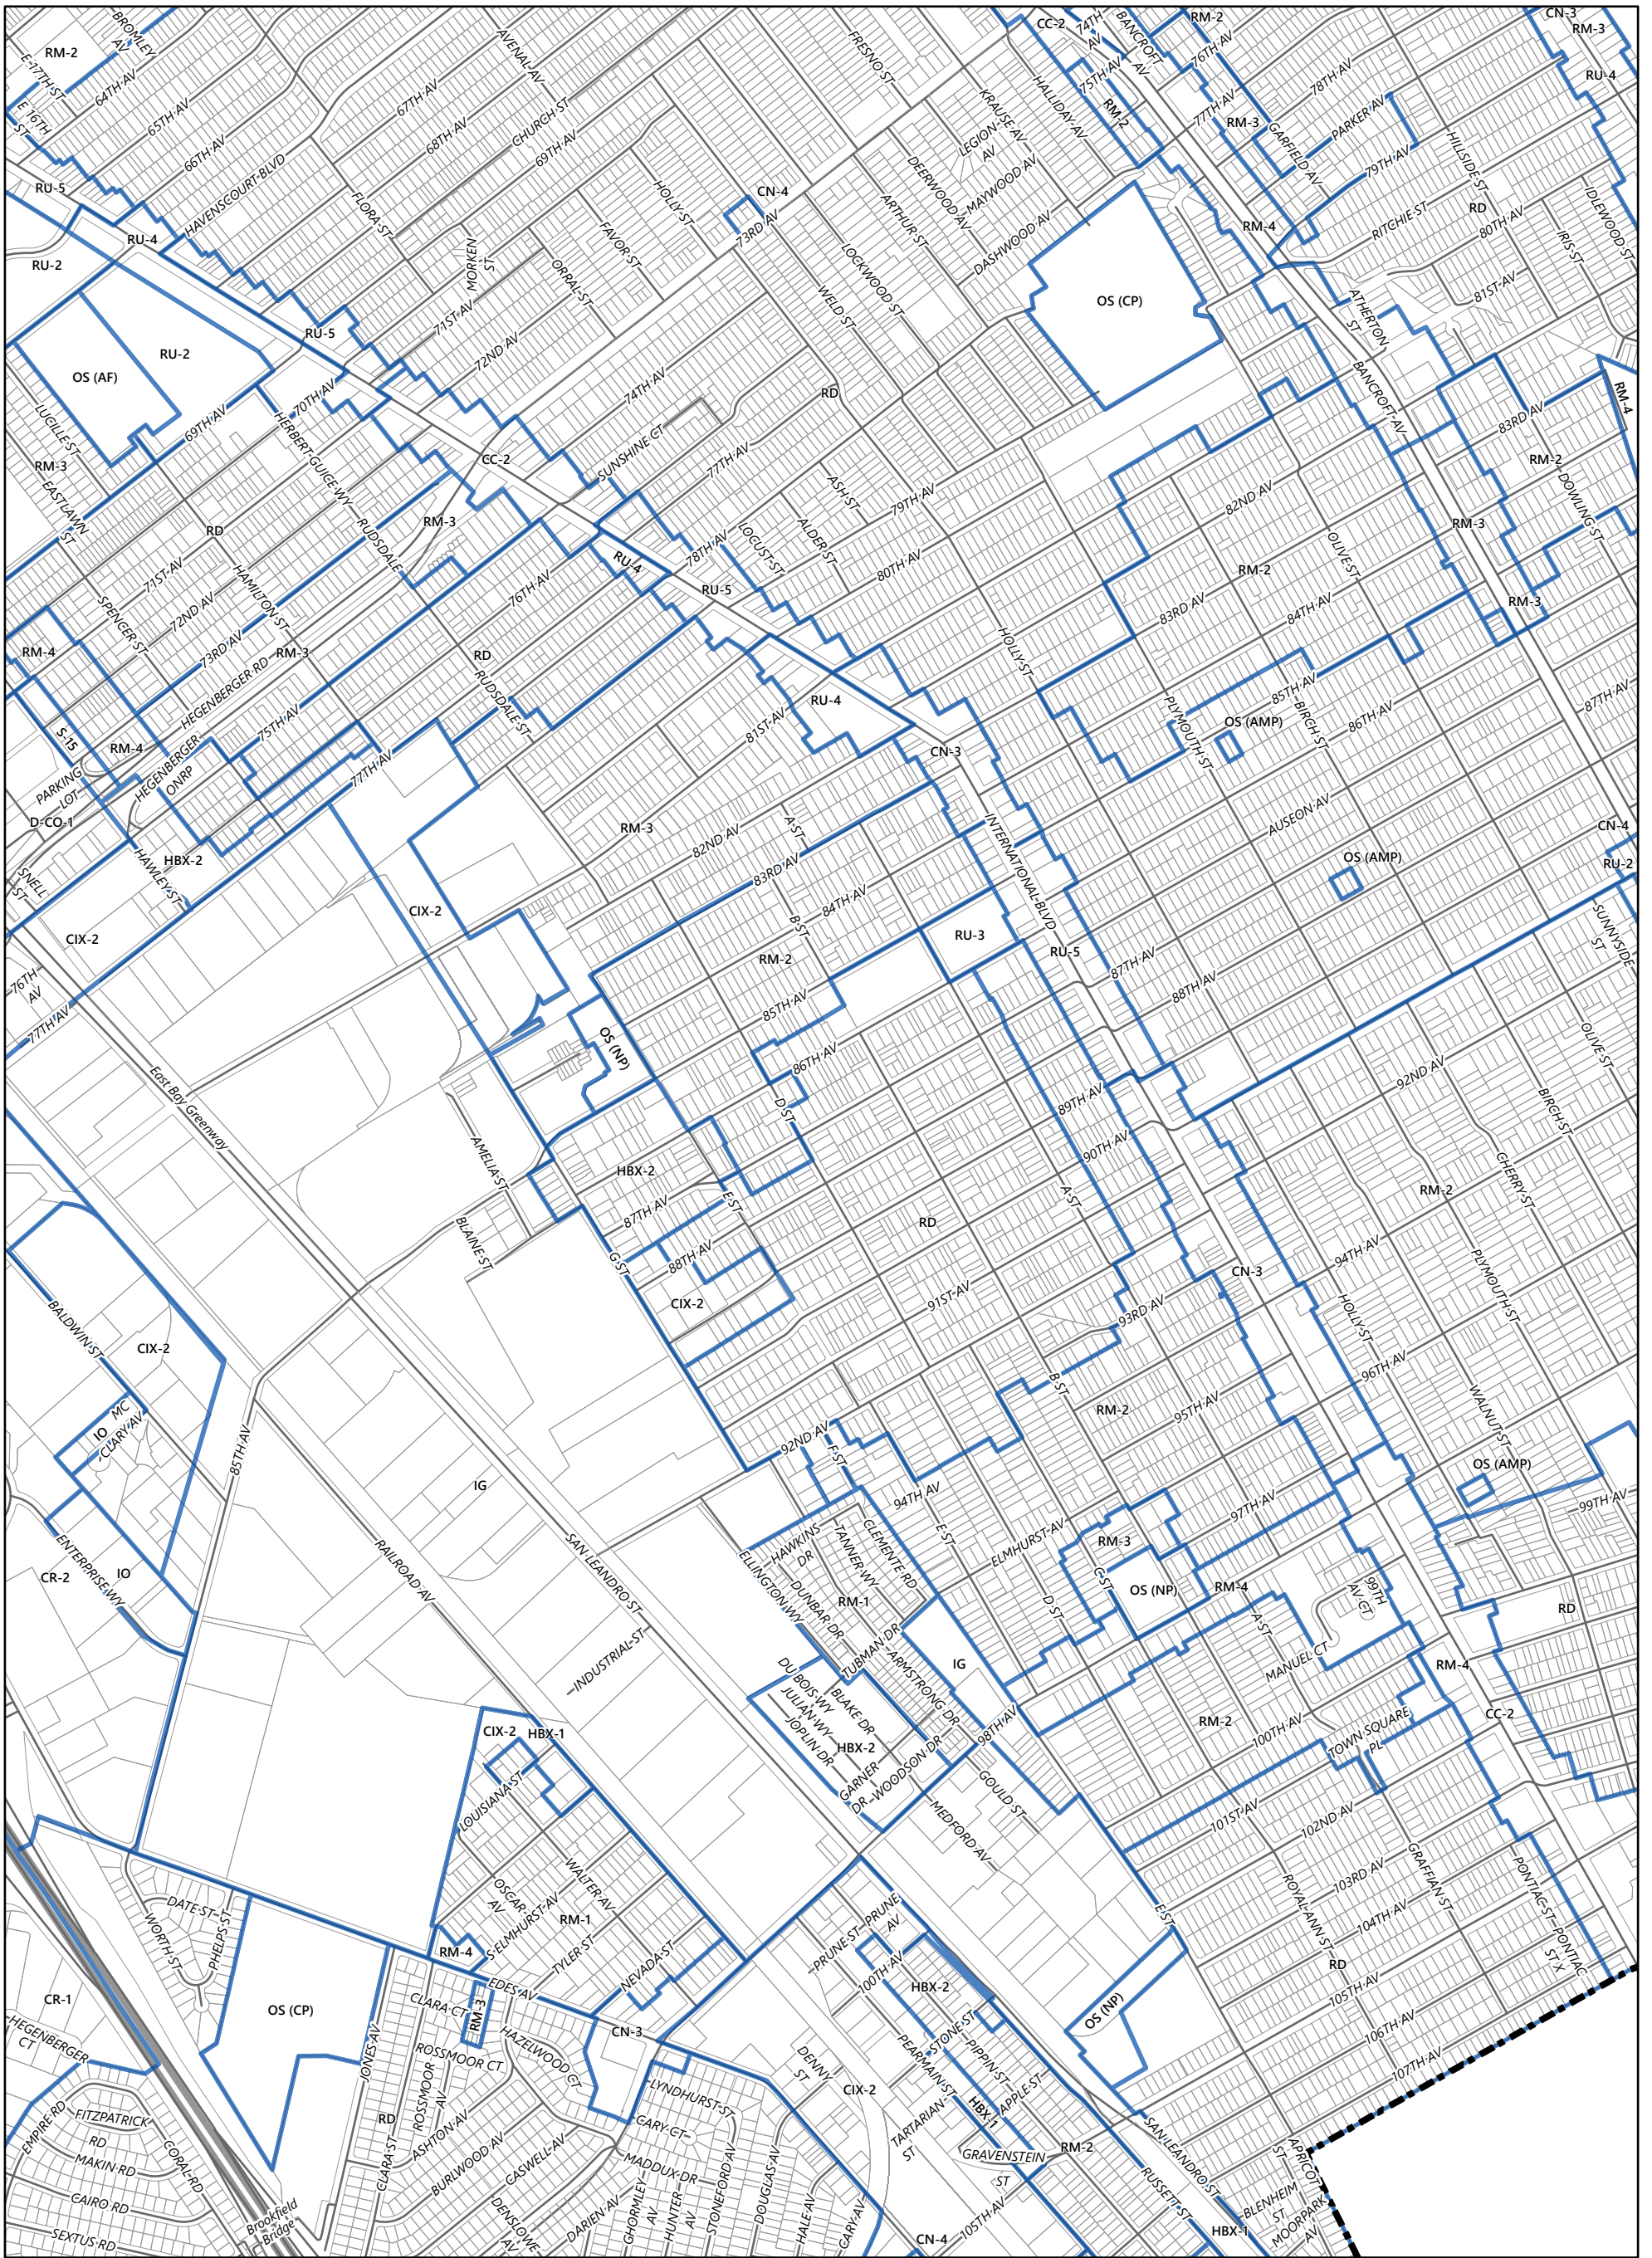 BROMLEY
AV
RM-2
E-17TH-ST
64TH-AV
E 16TH
ST
65TH-AV
66TH-AV
67TH-AV
AVENAL-AV
68TH-AV
CHURCH-ST
69TH-AV
FRESNO-ST
CC-2
74TH
AV
BANCROFT
AV
RM-2
76TH-AV
75TH-AV
RM-2
HALLIDAY-AV
KRAUSE-AV
LEGION
AV
77TH-AV
RM-3
78TH-AV
GARFIELD-AV
PARKER-AV
79TH-AV
HILLSIDE-ST
CN-3
RM-3
RU-4
RU-5
HAVENSCOURT-BLVD
FLORA-ST
MORKEN
ST
HOLLY-ST
FAVOR-ST
ORRAL-ST
CN-4
73RD-AV
LOCKWOOD-ST
WELD-ST
ARTHUR-ST
DEERWOOD-AV
MAYWOOD-AV
DASHWOOD-AV
OS (CP)
RM-4
RITCHIE-ST
RD
80TH-AV
IRIS-ST
IDLEWOOD-ST
81ST-AV
ATHERTON
ST
RU-4
RU-2
RU-2
OS (AF)
RU-5
71ST-AV
72ND-AV
74TH-AV
RD
LUCILLE-ST
69TH-AV
70TH-AV
HERBERT-GUICE-WY
RM-3
EASTLAWN
ST
CC-2
SUNSHINE CT
77TH-AV
ASH-ST
79TH-AV
ALDER-ST
LOCUST-ST
78TH-AV
80TH-AV
BANCROFT-AV
RM-4
83RD AV
RM-2
DOWLING-ST
82ND-AV
OLIVE-ST
RM-3
RM-2
RM-3
RD
RM-3
RUDSDALE
71ST-AV
72ND AV
HAMILTON-ST
76TH-AV
RU-4
RU-5
SPENCER-ST
RM-4
73RD AV
HEGENBERGER-RD
RM-3
RD
RUDSDALE-ST
HOLLY-ST
83RD AV
84TH-AV
85TH-AV
BIRCH-ST
86TH-AV
87TH-AV
PLYMOUTH-ST
OS (AMP)
S-15
RM-4
75TH-AV
HEGENBERGER
ONRP
77TH AV
PARKING
LOT
D-CO-1
HAWLEY-ST
HBX-2
SNELL
ST
RU-4
81ST-AV
CN-3
RM-3
82ND AV
A-ST
83RD AV
84TH-AV
INTERNATIONAL-BLVD
AUSEON AV
OS (AMP)
CN-4
RU-2
SUNNYSIDE
ST
CIX-2
CIX-2
B-ST
RM-2
85TH-AV
RU-3
RU-5
87TH-AV
88TH-AV
76TH
AV
77TH-AV
OS (NP)
86TH-AV
D-ST
89TH-AV
90TH-AV
OLIVE-ST
92ND AV
BIRCH-ST
CHERRY-ST
RM-2
East Bay Greenway
AMELIA-ST
HBX-2
87TH-AV
E-ST
88TH-AV
BLAINE-ST
G-ST
CIX-2
RD
A-ST
91ST-AV
93RD AV
CN-3
HOLLY-ST
94TH-AV
PLYMOUTH-ST
BALDWIN-ST
CIX-2
B-ST
RM-2
95TH-AV
96TH-AV
WALNUT-ST
IO
MC
CLARY AV
85TH AV
92ND AV
F-ST
94TH AV
IG
E-ST
ELMHURST-AV
97TH-AV
OS (AMP)
99TH-AV
RM-3
C-ST
OS (NP)
RM-4
99TH
AV-CT
RD
RAILROAD-AV
SAN-LEANDRO-ST
ELLINGTON-WY
HAWKINS
DR
TANNER-WY
CLEMENTE-RD
DUNBAR-DR
RM-1
TUBMAN-DR
CR-2
IO
ENTERPRISE-WY
D-ST
A-ST
MANUEL CT
RM-4
IG
ARMSTRONG-DR
INDUSTRIAL-ST
DU BOIS-WY
BLAKE-DR
JULIAN-WY
JOPLIN-DR
HBX-2
GARNER
DR
WOODSON-DR
98TH-AV
RM-2
100TH-AV
TOWN-SQUARE
PL
CC-2
CIX-2
HBX-1
LOUISIANA-ST
GOULD-ST
MEDFORD-AV
101ST-AV
102ND-AV
OSCAR
AV
WALTER-AV
S-ELMHURST-AV
RM-1
TYLER-ST
NEVADA-ST
RM-4
103RD AV
GRAFFIAN-ST
PONTIAC-ST
104TH-AV
ROYAL-ANN-ST
DATE-ST
WORTH-ST
PHELPS-ST
PRUNE-ST
PRUNE
AV
100TH-AV
HBX-2
E-ST
PONTIAC
ST X
RD
105TH-AV
CR-1
OS (CP)
EDES-AV
CLARA-CT
RM-3
CN-3
STONE-ST
OS (NP)
106TH-AV
HEGENBERGER
CT
JONES-AV
ROSSMOOR CT
HAZELWOOD
CT
PEARMAIN-ST
PIPPIN-ST
107TH-AV
EMPIRE-RD
FITZPATRICK
RD
MAKIN-RD
CORAL-RD
CAIRO RD
SEXTUS-RD
Brookfield
Bridge
RD
ROSSMOOR
AV
CLARA-ST
ASHTON-AV
BURLWOOD-AV
CASWELL-AV
DENSLOWE
AV
DARIEN-AV
LYNDHURST-ST
CARY-CT
MADDUX-DR
GHORMLEY
AV
HUNTER
AV
STONEFORD-AV
DOUGLAS-AV
HALE-AV
CARY-AV
DENNY
ST
CIX-2
TARTARIAN
ST
HBX-1
APPLE-ST
GRAVENSTEIN
ST
RM-2
105TH-AV
CN-4
SAN-LEANDRO-ST
RUSSETT-ST
HBX-1
APRICOT
ST
BLENHEIM
ST
MOORPARK
AV